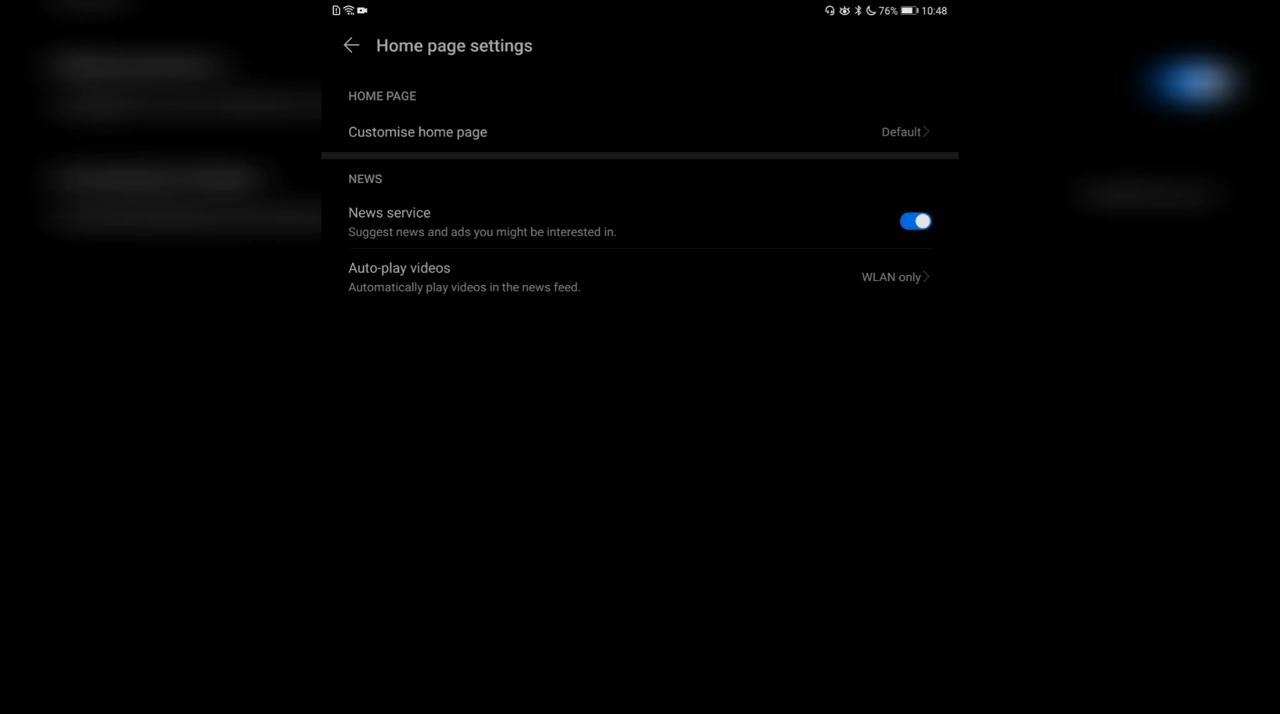 76% 10:48
Home page settings
HOME PAGE
Customise home page Default
NEWS
News service
Suggest news and ads you might be interested in.
Auto-play videos WLAN only
Automatically play videos in the news feed.